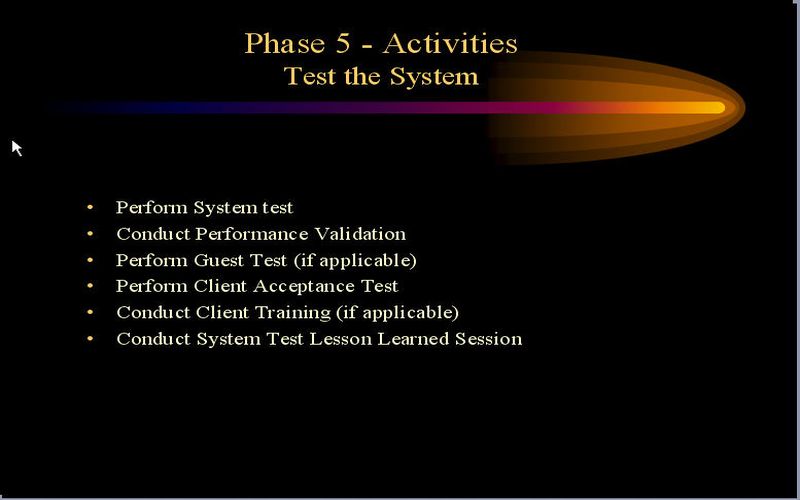 Phase 5 - Activities
Test the System
• Perform System test
• Conduct Performance Validation
• Perform Guest Test (if applicable)
• Perform Client Acceptance Test
• Conduct Client Training (if applicable)
• Conduct System Test Lesson Learned Session